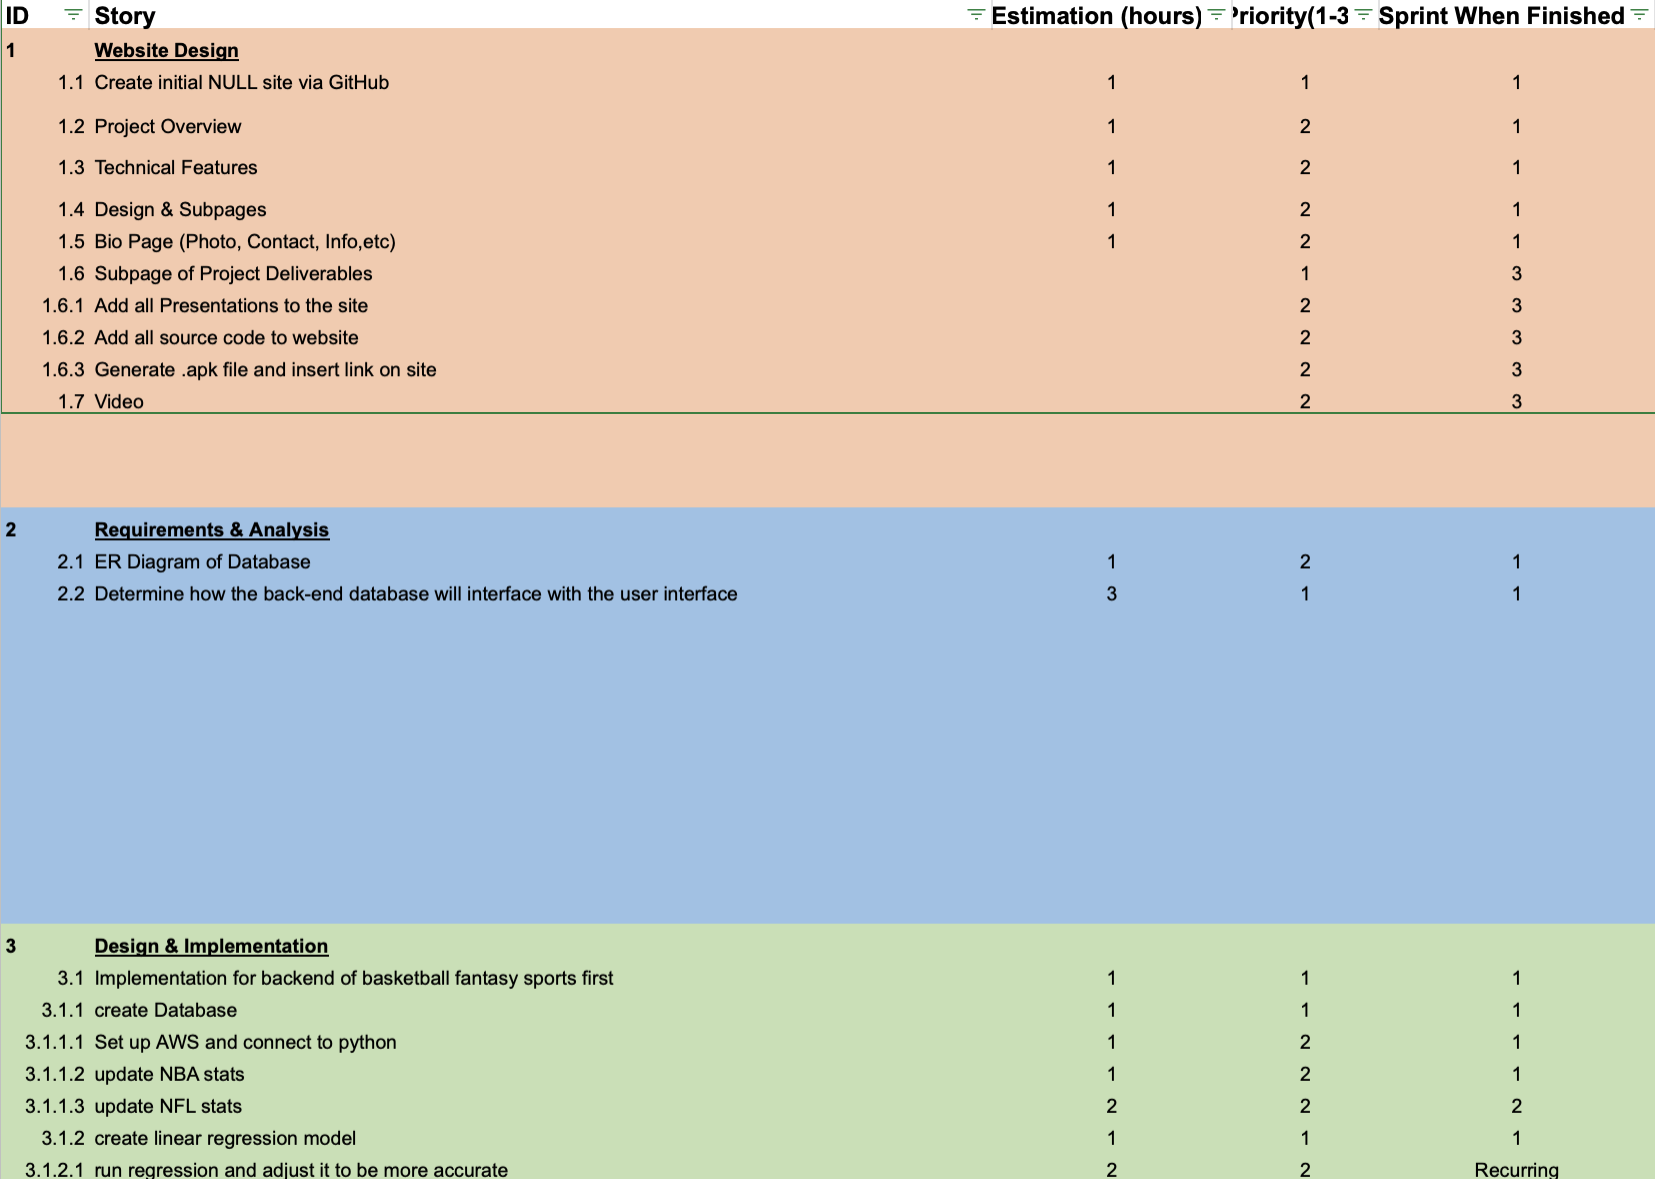 ID Story Estimation (hours) Priority(1-3 Sprint When Finished
1 Website Design
1.1 Create initial NULL site via GitHub 1 1 1
1.2 Project Overview 1 2 1
1.3 Technical Features 1 2 1
1.4 Design & Subpages 1 2 1
1.5 Bio Page (Photo, Contact, Info,etc) 1 2 1
1.6 Subpage of Project Deliverables 1 3
1.6.1 Add all Presentations to the site 2 3
1.6.2 Add all source code to website 2 3
1.6.3 Generate .apk file and insert link on site 2 3
1.7 Video 2 3
2 Requirements & Analysis
2.1 ER Diagram of Database 1 2 1
2.2 Determine how the back-end database will interface with the user interface 3 1 1
3 Design & Implementation
3.1 Implementation for backend of basketball fantasy sports first 1 1 1
3.1.1 create Database 1 1 1
3.1.1.1 Set up AWS and connect to python 1 2 1
3.1.1.2 update NBA stats 1 2 1
3.1.1.3 update NFL stats 2 2 2
3.1.2 create linear regression model 1 1 1
3.1.2.1 run regression and adjust it to be more accurate 2 2 Recurring